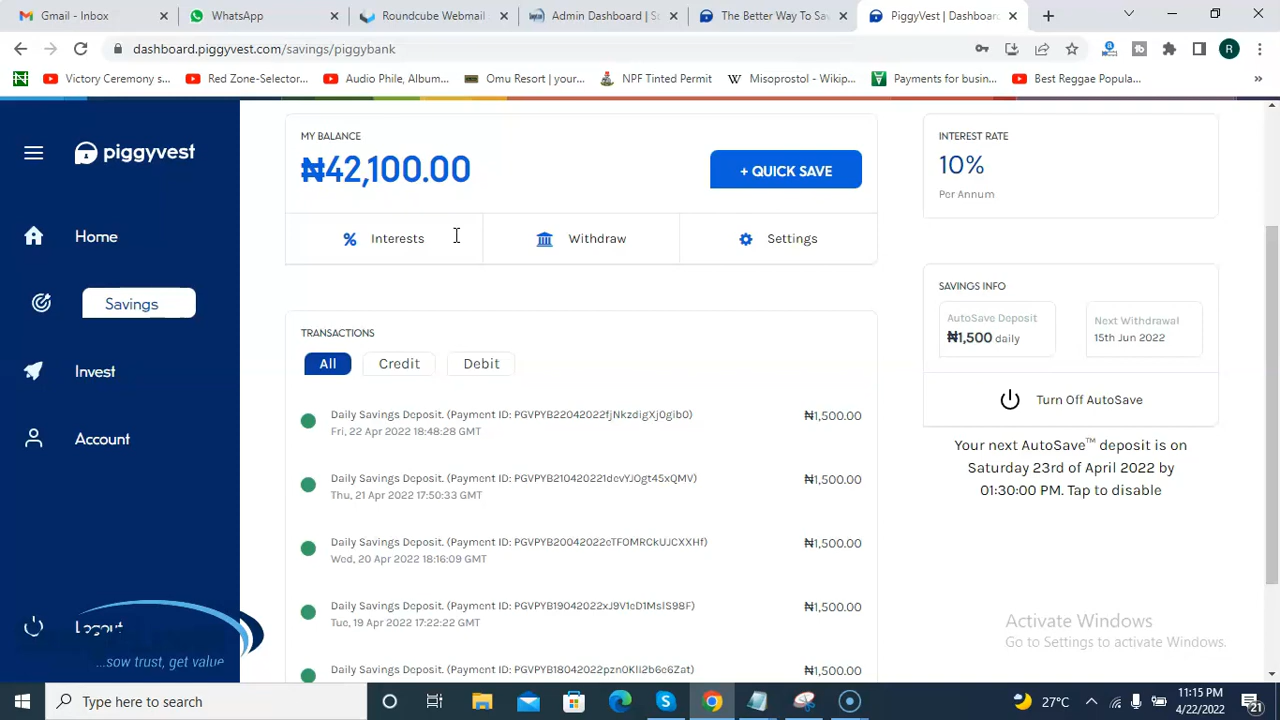 Gmail - Inbox
WhatsApp
Roundcube Webmail
Admin Dashboard | S
The Better Way To Sa
PiggyVest | Dashboar
dashboard.piggyvest.com/savings/piggybank
R
Victory Ceremony s...
Red Zone-Selector...
Audio Phile, Album...
Omu Resort | your...
NPF Tinted Permit
Misoprostol - Wikip...
Payments for busin...
Best Reggae Popula...
piggyvest
Home
Savings
Invest
Account
Logout
...sow trust, get value
MY BALANCE
₦42,100.00
+ QUICK SAVE
Interests
Withdraw
Settings
TRANSACTIONS
All
Credit
Debit
Daily Savings Deposit. (Payment ID: PGVPYB22042022fjNkzdigXj0gib0)
₦1,500.00
Fri, 22 Apr 2022 18:48:28 GMT
Daily Savings Deposit. (Payment ID:
₦1,500.00
Thu, 21 Apr 2022 17:50:33 GMT
Daily Savings Deposit. (Payment ID:
₦1,500.00
Wed, 20 Apr 2022 18:16:09 GMT
Daily Savings Deposit. (Payment ID:
₦1,500.00
Tue, 19 Apr 2022 17:22:22 GMT
Daily Savings Deposit. (Payment ID:
₦1,500.00
INTEREST RATE
10%
Per Annum
SAVINGS INFO
AutoSave Deposit
₦1,500 daily
Next Withdrawal
15th Jun 2022
Turn Off AutoSave
Your next AutoSave™ deposit is on
Saturday 23rd of April 2022 by
01:30:00 PM. Tap to disable
Activate Windows
Go to Settings to activate Windows.
Type here to search
27°C
11:15 PM
4/22/2022
21